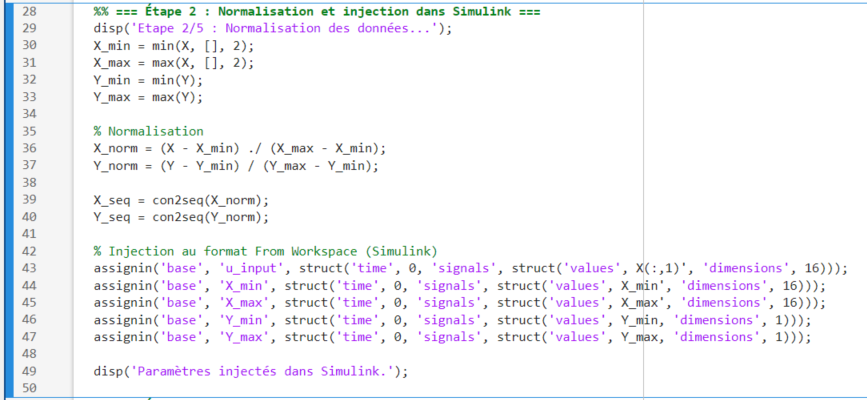 28 %% === Étape 2 : Normalisation et injection dans Simulink ===
29 disp('Etape 2/5 : Normalisation des données...');
30 X_min = min(X, [], 2);
31 X_max = max(X, [], 2);
32 Y_min = min(Y);
33 Y_max = max(Y);
34
35 % Normalisation
36 X_norm = (X - X_min) ./ (X_max - X_min);
37 Y_norm = (Y - Y_min) / (Y_max - Y_min);
38
39 X_seq = con2seq(X_norm);
40 Y_seq = con2seq(Y_norm);
41
42 % Injection au format From Workspace (Simulink)
43 assignin('base', 'u_input', struct('time', 0, 'signals', struct('values', X(:,1)', 'dimensions', 16)));
44 assignin('base', 'X_min', struct('time', 0, 'signals', struct('values', X_min', 'dimensions', 16)));
45 assignin('base', 'X_max', struct('time', 0, 'signals', struct('values', X_max', 'dimensions', 16)));
46 assignin('base', 'Y_min', struct('time', 0, 'signals', struct('values', Y_min, 'dimensions', 1)));
47 assignin('base', 'Y_max', struct('time', 0, 'signals', struct('values', Y_max, 'dimensions', 1)));
48
49 disp('Paramètres injectés dans Simulink.');
50